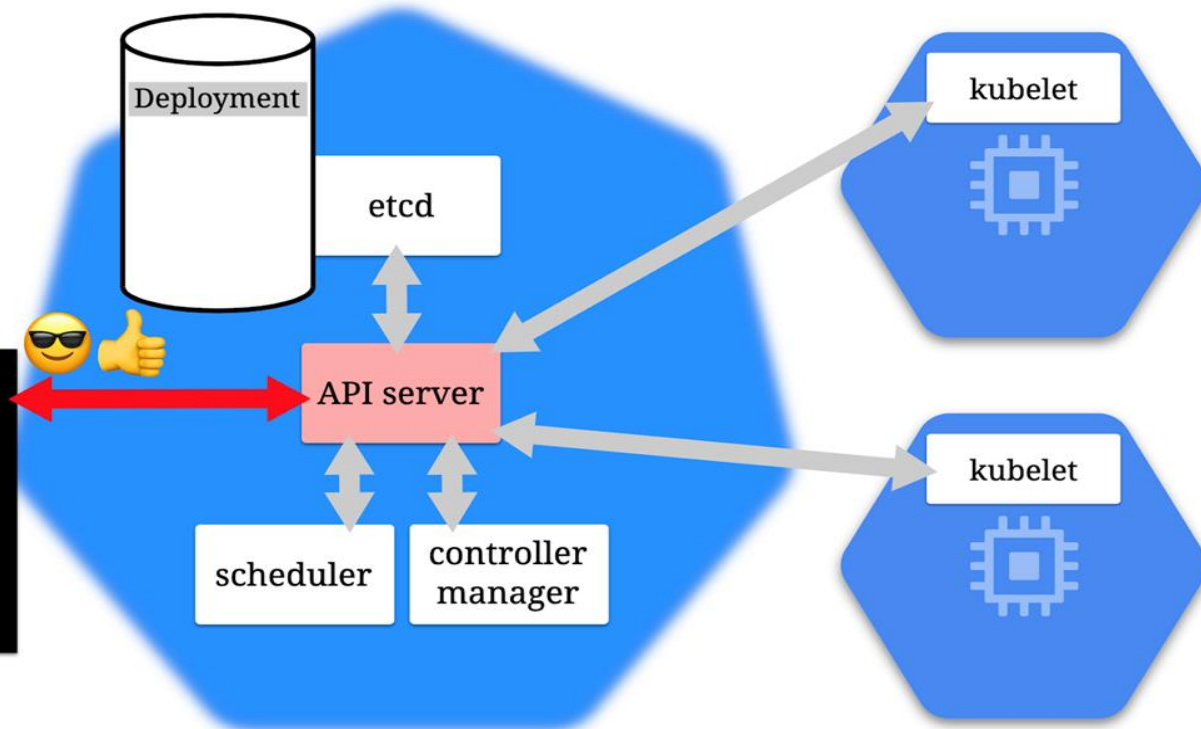 Deployment
etcd
API server
scheduler
controller
manager
kubelet
kubelet